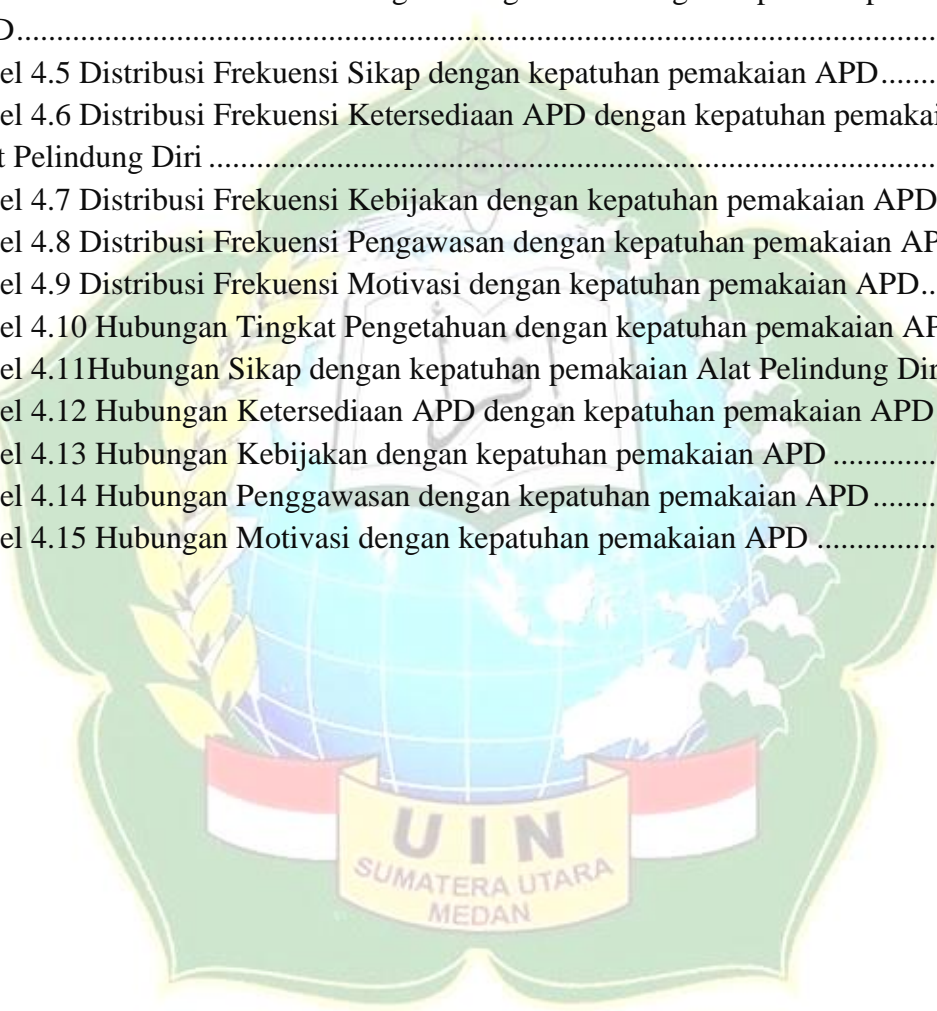 el 4.5 Distribusi Frekuensi Sikap dengan kepatuhan pemakaian APD.......
el 4.6 Distribusi Frekuensi Ketersediaan APD dengan kepatuhan pemakai
t Pelindung Diri ..........................................................................................
el 4.7 Distribusi Frekuensi Kebijakan dengan kepatuhan pemakaian APD
el 4.8 Distribusi Frekuensi Pengawasan dengan kepatuhan pemakaian AP
el 4.9 Distribusi Frekuensi Motivasi dengan kepatuhan pemakaian APD...
el 4.10 Hubungan Tingkat Pengetahuan dengan kepatuhan pemakaian AP
el 4.11Hubungan Sikap dengan kepatuhan pemakaian Alat Pelindung Dir
el 4.12 Hubungan Ketersediaan APD dengan kepatuhan pemakaian APD
el 4.13 Hubungan Kebijakan dengan kepatuhan pemakaian APD .............
el 4.14 Hubungan Penggawasan dengan kepatuhan pemakaian APD........
el 4.15 Hubungan Motivasi dengan kepatuhan pemakaian APD ...............
UIN
SUMATERA UTARA
MEDAN